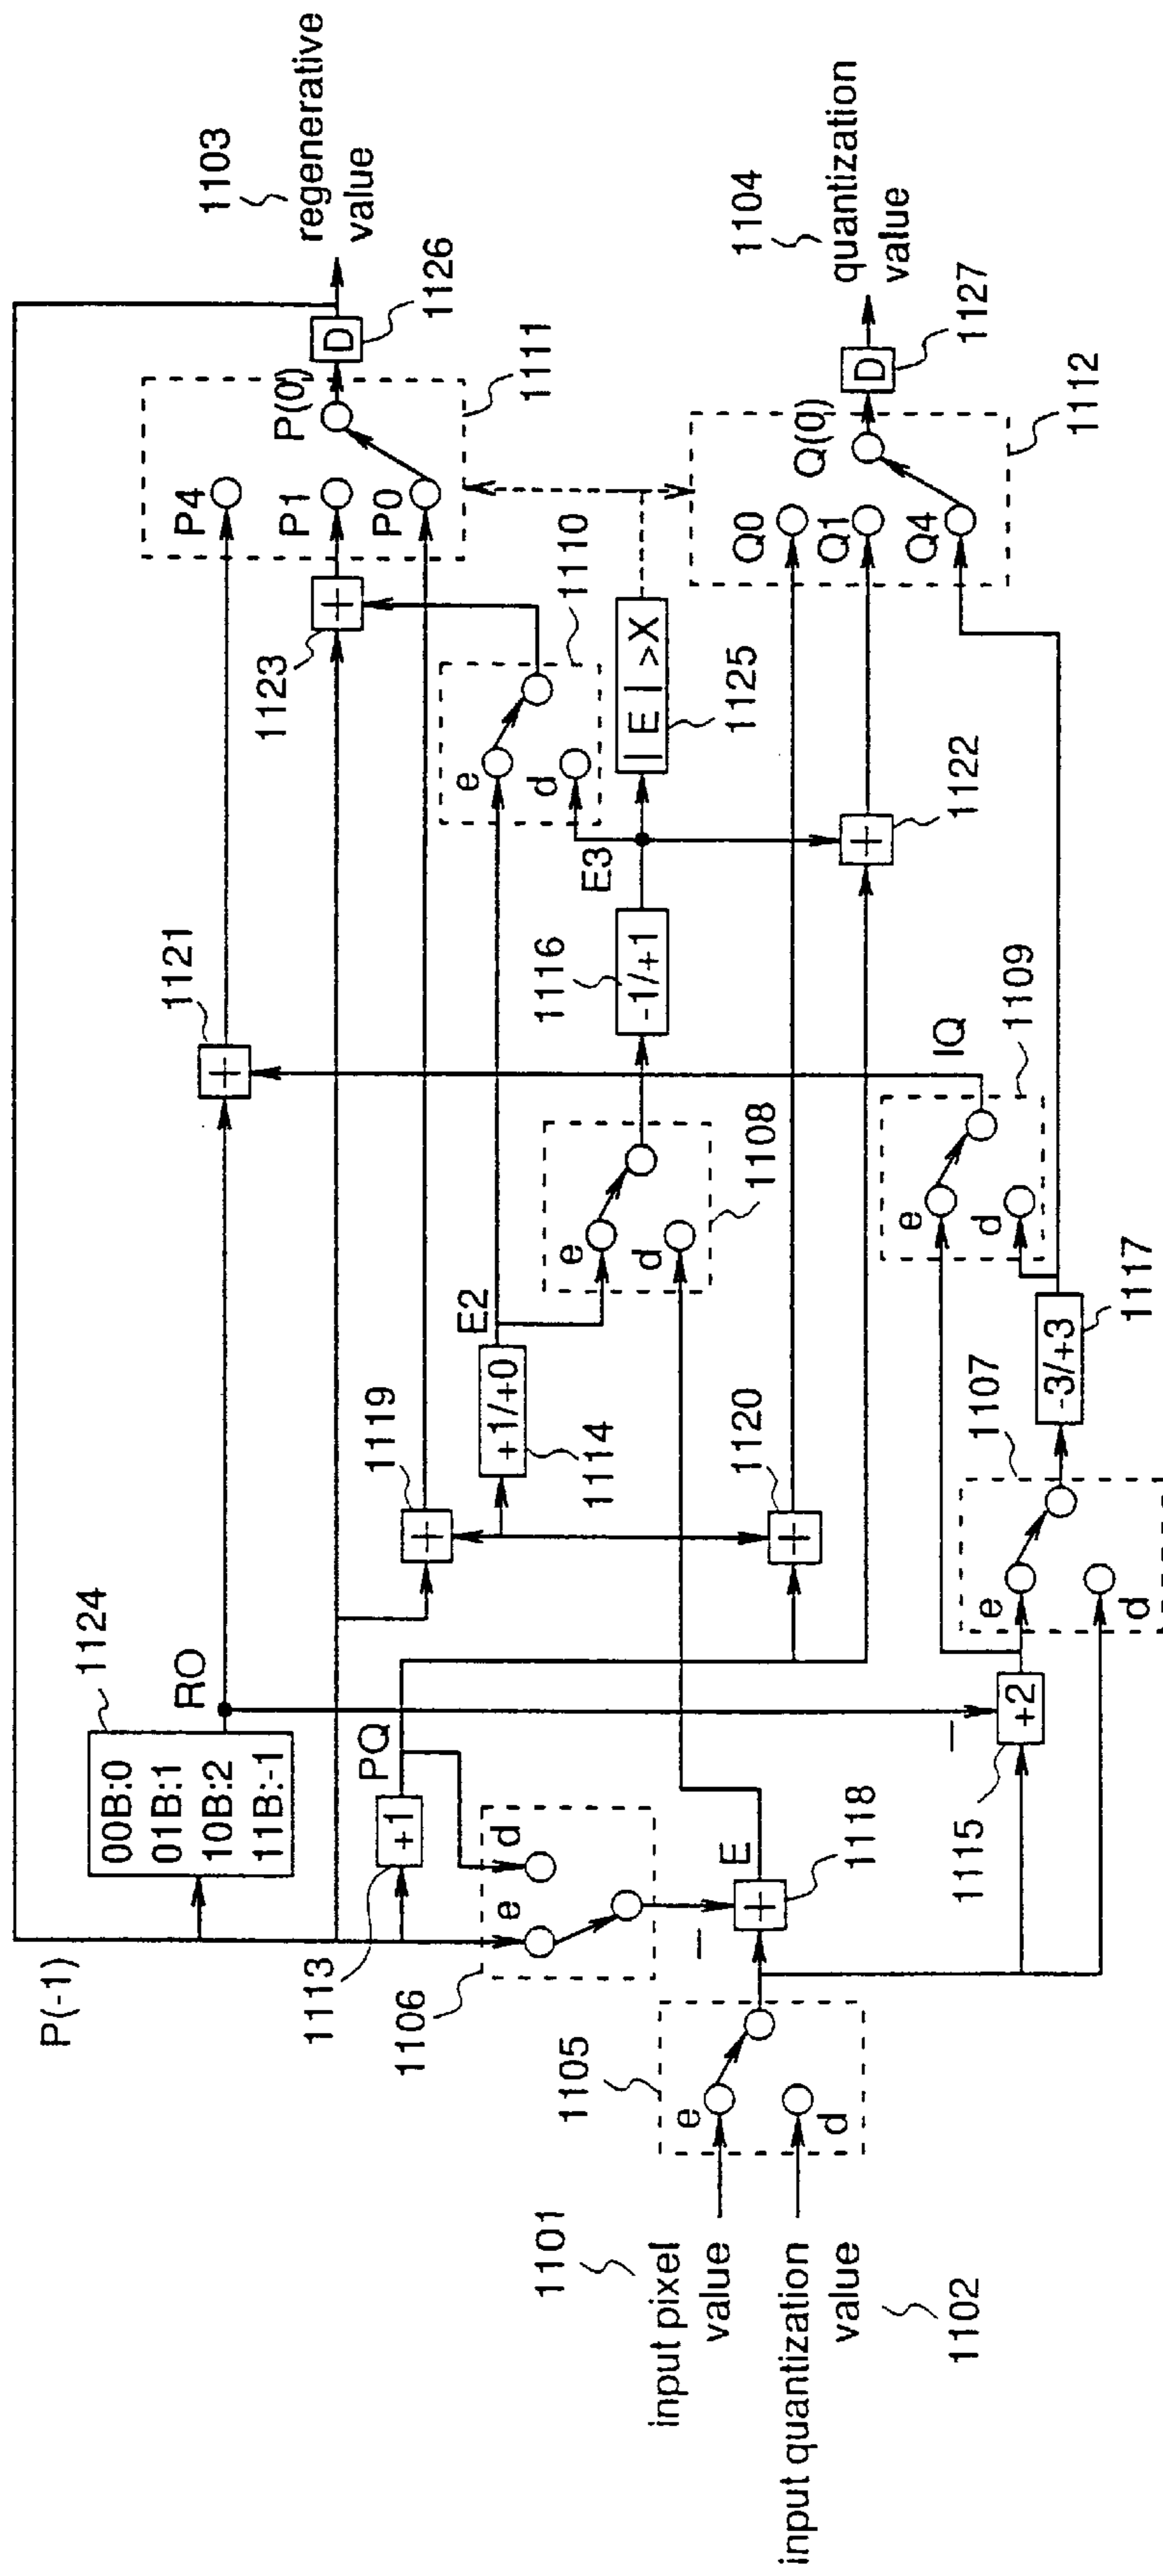 P(-1)
1124
00B:0
01B:1
10B:2
11B:-1
RO
1121
+
P4
P1
P0
P(0)
D
1103
regenerative
value
1126
1111
1113
+1
PQ
1119
+
1123
+
1106
e
d
E2
+1/+0
1114
1110
e
d
E3
1116
-1/+1
| E | >X
1125
1108
e
d
1105
e
d
1101
input pixel
value
input quantization
value
1102
−
+
E
1118
1120
+
1122
+
Q0
Q1
Q4
Q(0)
D
1104
quantization
value
1127
1112
−
+2
1115
1107
e
d
-3/+3
1117
1109
e
d
IQ